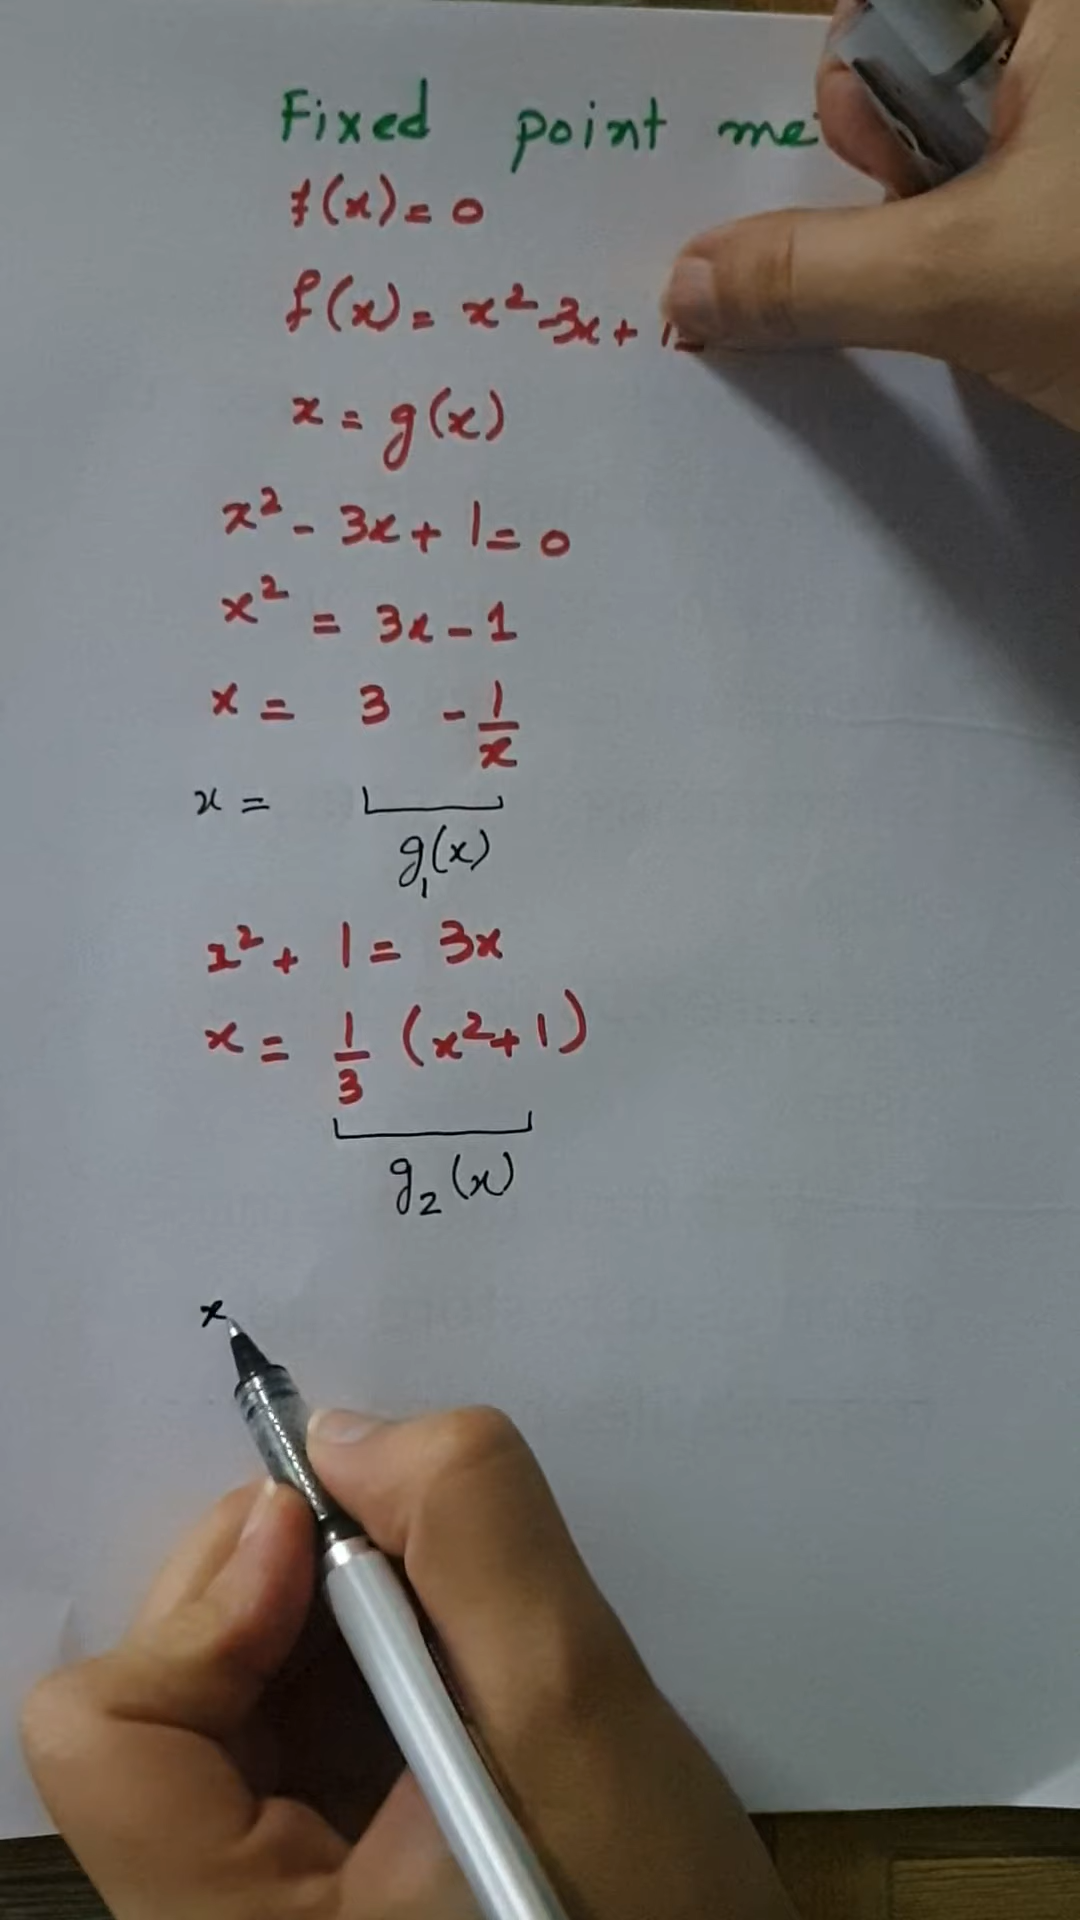 Fixed point me
f(x) = 0
f(x) = x² - 3x + 1
x = g(x)
x² - 3x + 1 = 0
x² = 3x - 1
x = 3 - 1/x
x =
g₁(x)
x² + 1 = 3x
x = 1/3 (x² + 1)
g₂(x)
x